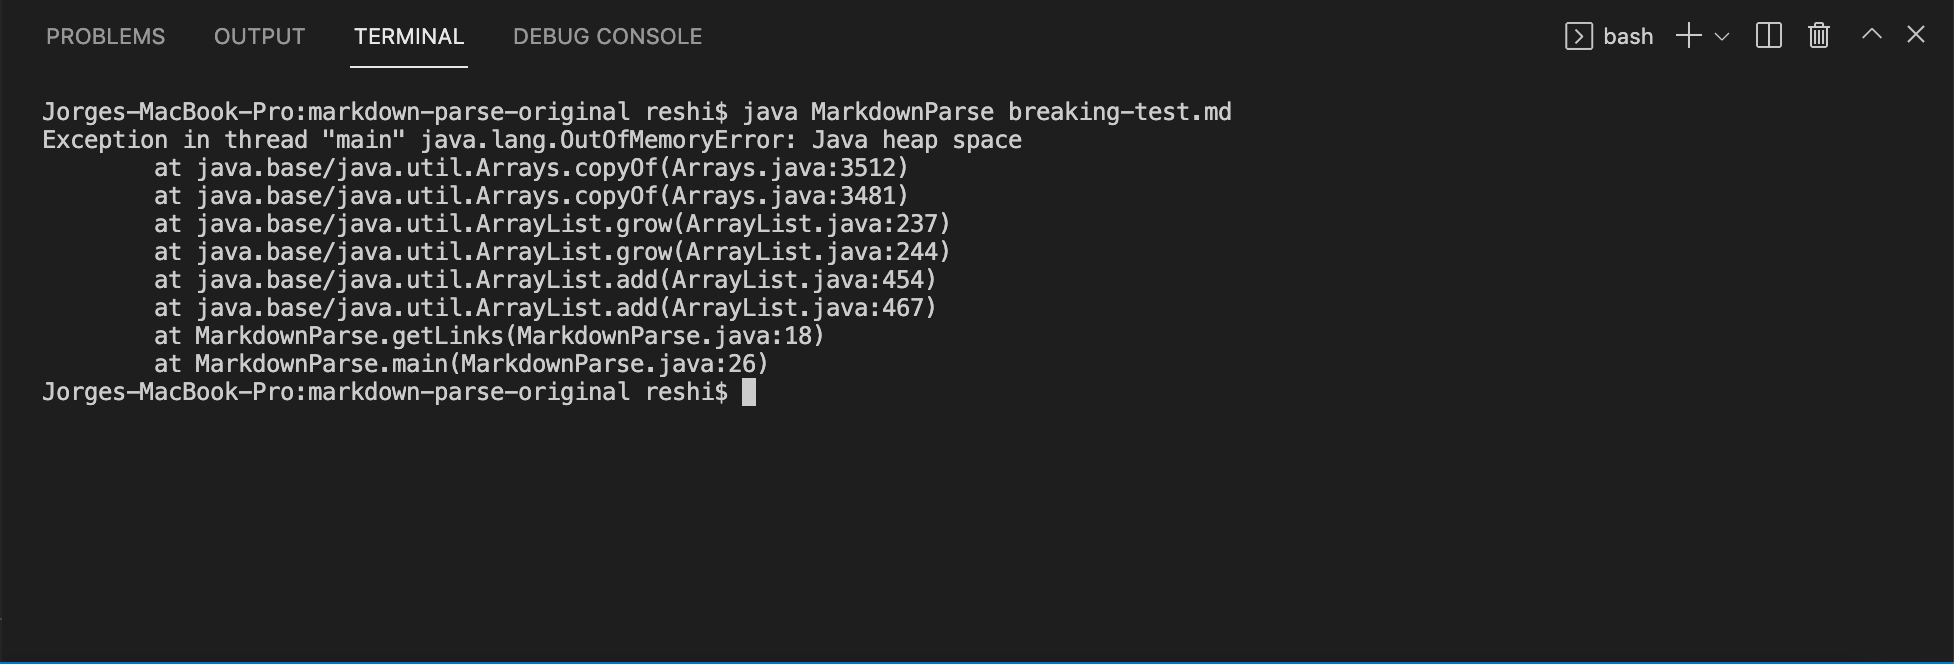 PROBLEMS OUTPUT TERMINAL DEBUG CONSOLE bash
Jorges-MacBook-Pro:markdown-parse-original reshi$ java MarkdownParse breaking-test.md
Exception in thread "main" java.lang.OutOfMemoryError: Java heap space
at java.base/java.util.Arrays.copyOf(Arrays.java:3512)
at java.base/java.util.Arrays.copyOf(Arrays.java:3481)
at java.base/java.util.ArrayList.grow(ArrayList.java:237)
at java.base/java.util.ArrayList.grow(ArrayList.java:244)
at java.base/java.util.ArrayList.add(ArrayList.java:454)
at java.base/java.util.ArrayList.add(ArrayList.java:467)
at MarkdownParse.getLinks(MarkdownParse.java:18)
at MarkdownParse.main(MarkdownParse.java:26)
Jorges-MacBook-Pro:markdown-parse-original reshi$